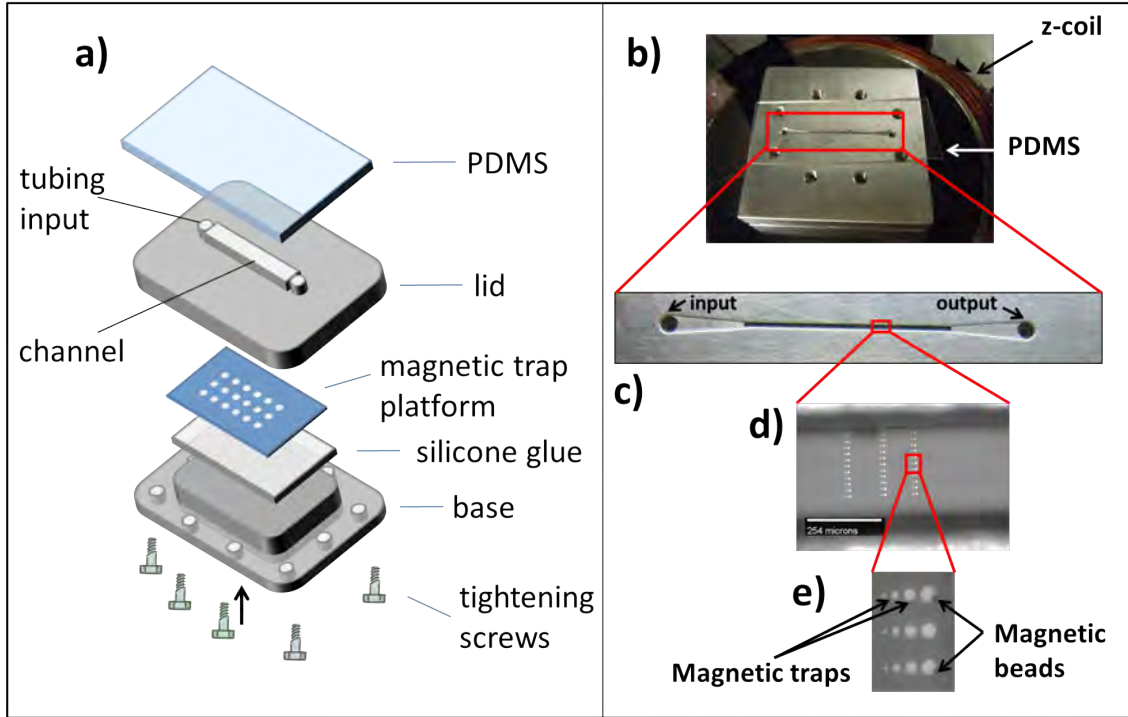 a)
PDMS
tubing
input
lid
channel
magnetic trap
platform
silicone glue
base
tightening
screws
b)
z-coil
PDMS
input
output
c)
d)
254 microns
e)
Magnetic traps
Magnetic
beads